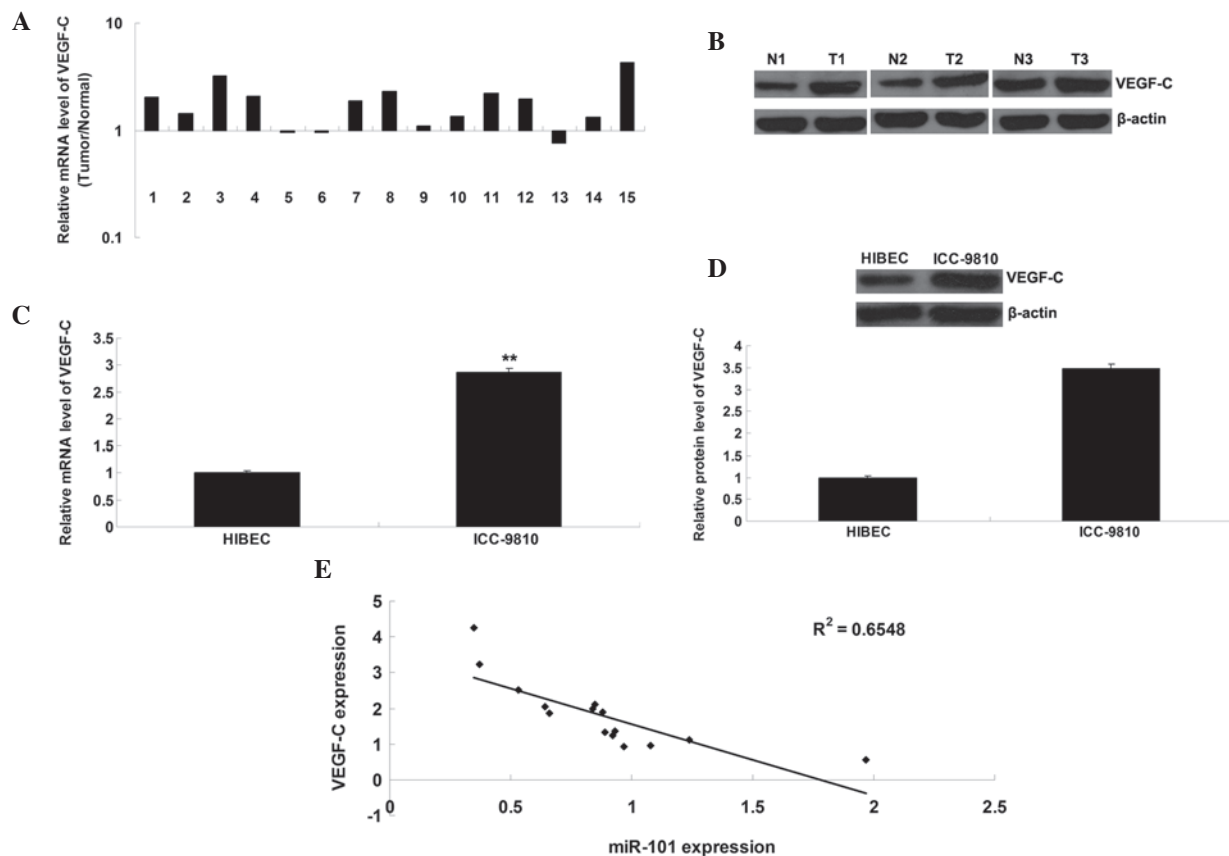 A
Relative mRNA level of VEGF-C
(Tumor/Normal)
10
1
0.1
1 2 3 4 5 6 7 8 9 10 11 12 13 14 15
B
N1 T1 N2 T2 N3 T3
VEGF-C
β-actin
C
Relative mRNA level of VEGF-C
3.5
3
2.5
2
1.5
1
0.5
0
**
HIBEC ICC-9810
D
HIBEC ICC-9810
VEGF-C
β-actin
Relative protein level of VEGF-C
4
3.5
3
2.5
2
1.5
1
0.5
0
HIBEC ICC-9810
E
VEGF-C expression
5
4
3
2
1
0
-1
R² = 0.6548
0 0.5 1 1.5 2 2.5
miR-101 expression